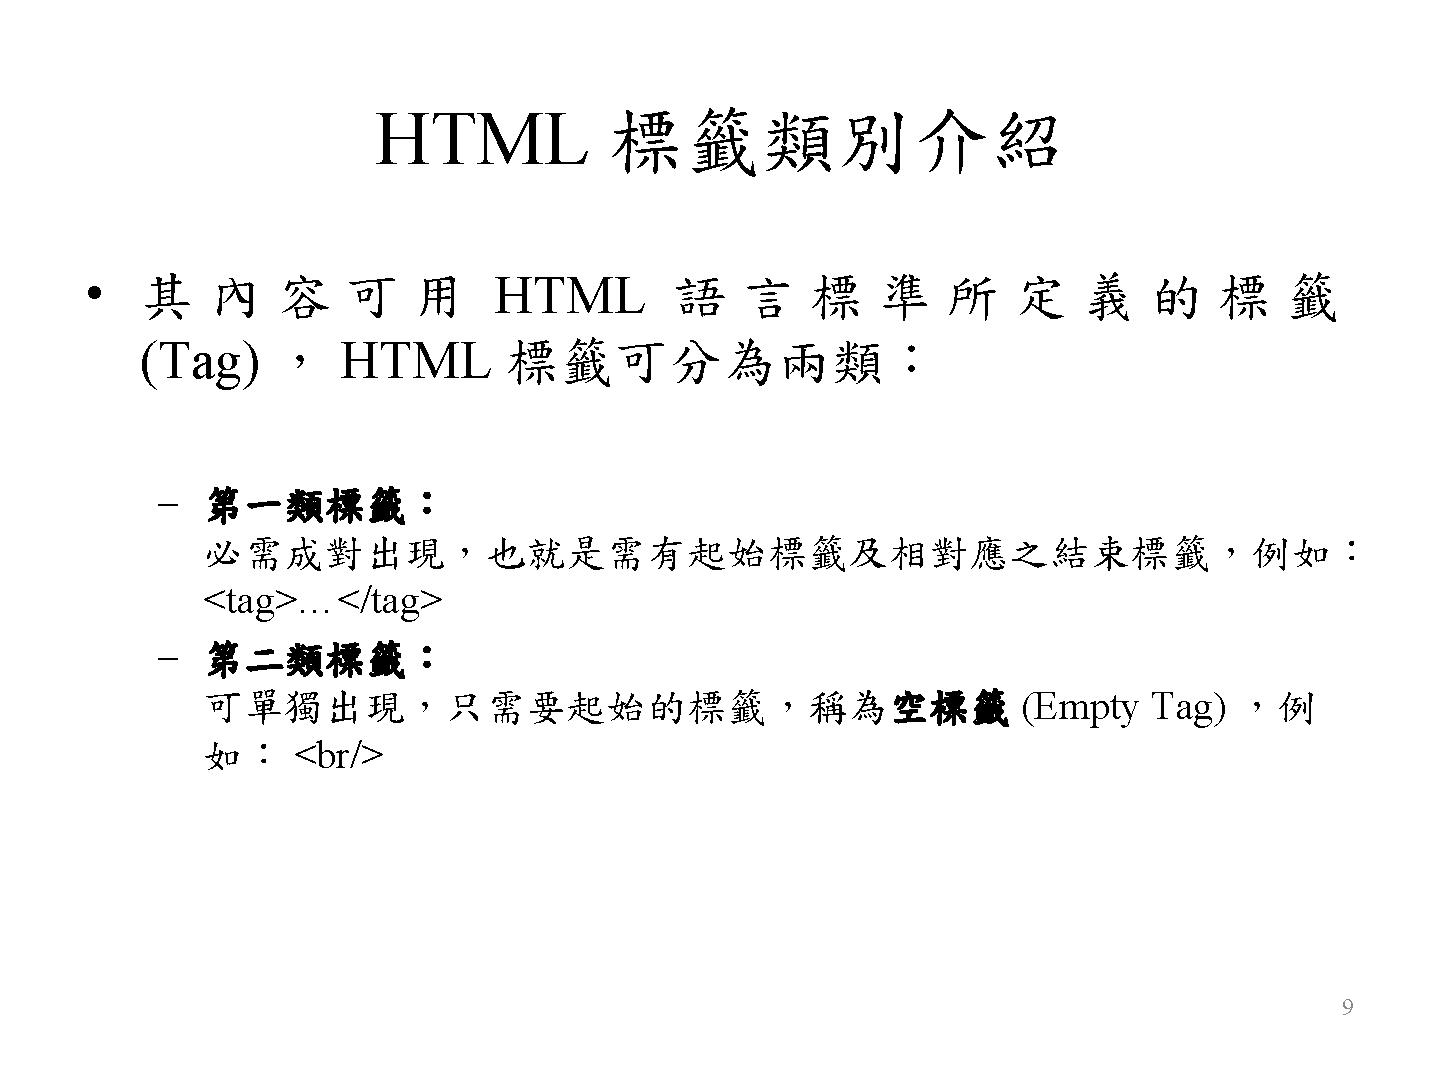 HTML 標籤類別介紹
• 其內容可用 HTML 語言標準所定義的標籤
(Tag) ， HTML 標籤可分為兩類：
– 第一類標籤：
必需成對出現，也就是需有起始標籤及相對應之結束標籤，例如：
<tag>…</tag>
– 第二類標籤：
可單獨出現，只需要起始的標籤，稱為空標籤 (Empty Tag) ，例
如： <br/>
9